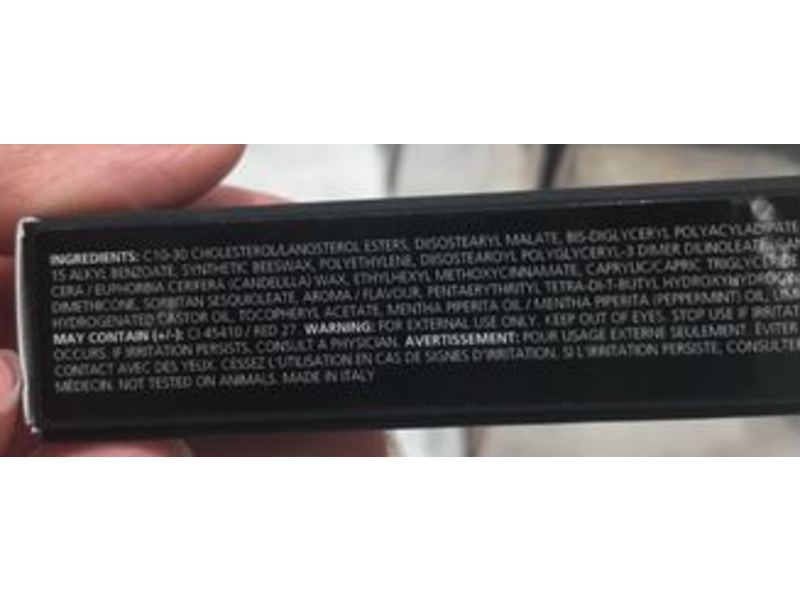 INGREDIENTS: C10-30 CHOLESTEROL/LANOSTEROL ESTERS, DIISOSTEARYL MALATE, BIS-DIGLYCERYL POLYACYLADIPATE
15 ALKYL BENZOATE, SYNTHETIC BEESWAX, POLYETHYLENE, DIISOSTEAROYL POLYGLYCERYL-3 DIMER DILINOLEATE,
CERA / EUPHORBIA CERIFERA (CANDELILLA) WAX, ETHYLHEXYL METHOXYCINNAMATE, CAPRYLIC/CAPRIC TRIGLYCERIDE
DIMETHICONE, SORBITAN SESQUIOLEATE, AROMA / FLAVOUR, PENTAERYTHRITYL TETRA-DI-T-BUTYL HYDROXYHYDROCINN
HYDROGENATED CASTOR OIL, TOCOPHERYL ACETATE, MENTHA PIPERITA OIL / MENTHA PIPERITA (PEPPERMINT) OIL,
MAY CONTAIN (+/-): CI 45410 / RED 27. WARNING: FOR EXTERNAL USE ONLY. KEEP OUT OF EYES. STOP USE IF IRRITAT
OCCURS. IF IRRITATION PERSISTS, CONSULT A PHYSICIAN. AVERTISSEMENT: POUR USAGE EXTERNE SEULEMENT. ÉVITER
CONTACT AVEC DES YEUX. CESSEZ L'UTILISATION EN CAS DE SIGNES D'IRRITATION. SI L'IRRITATION PERSISTE, CONSULTER
MÉDECIN. NOT TESTED ON ANIMALS. MADE IN ITALY